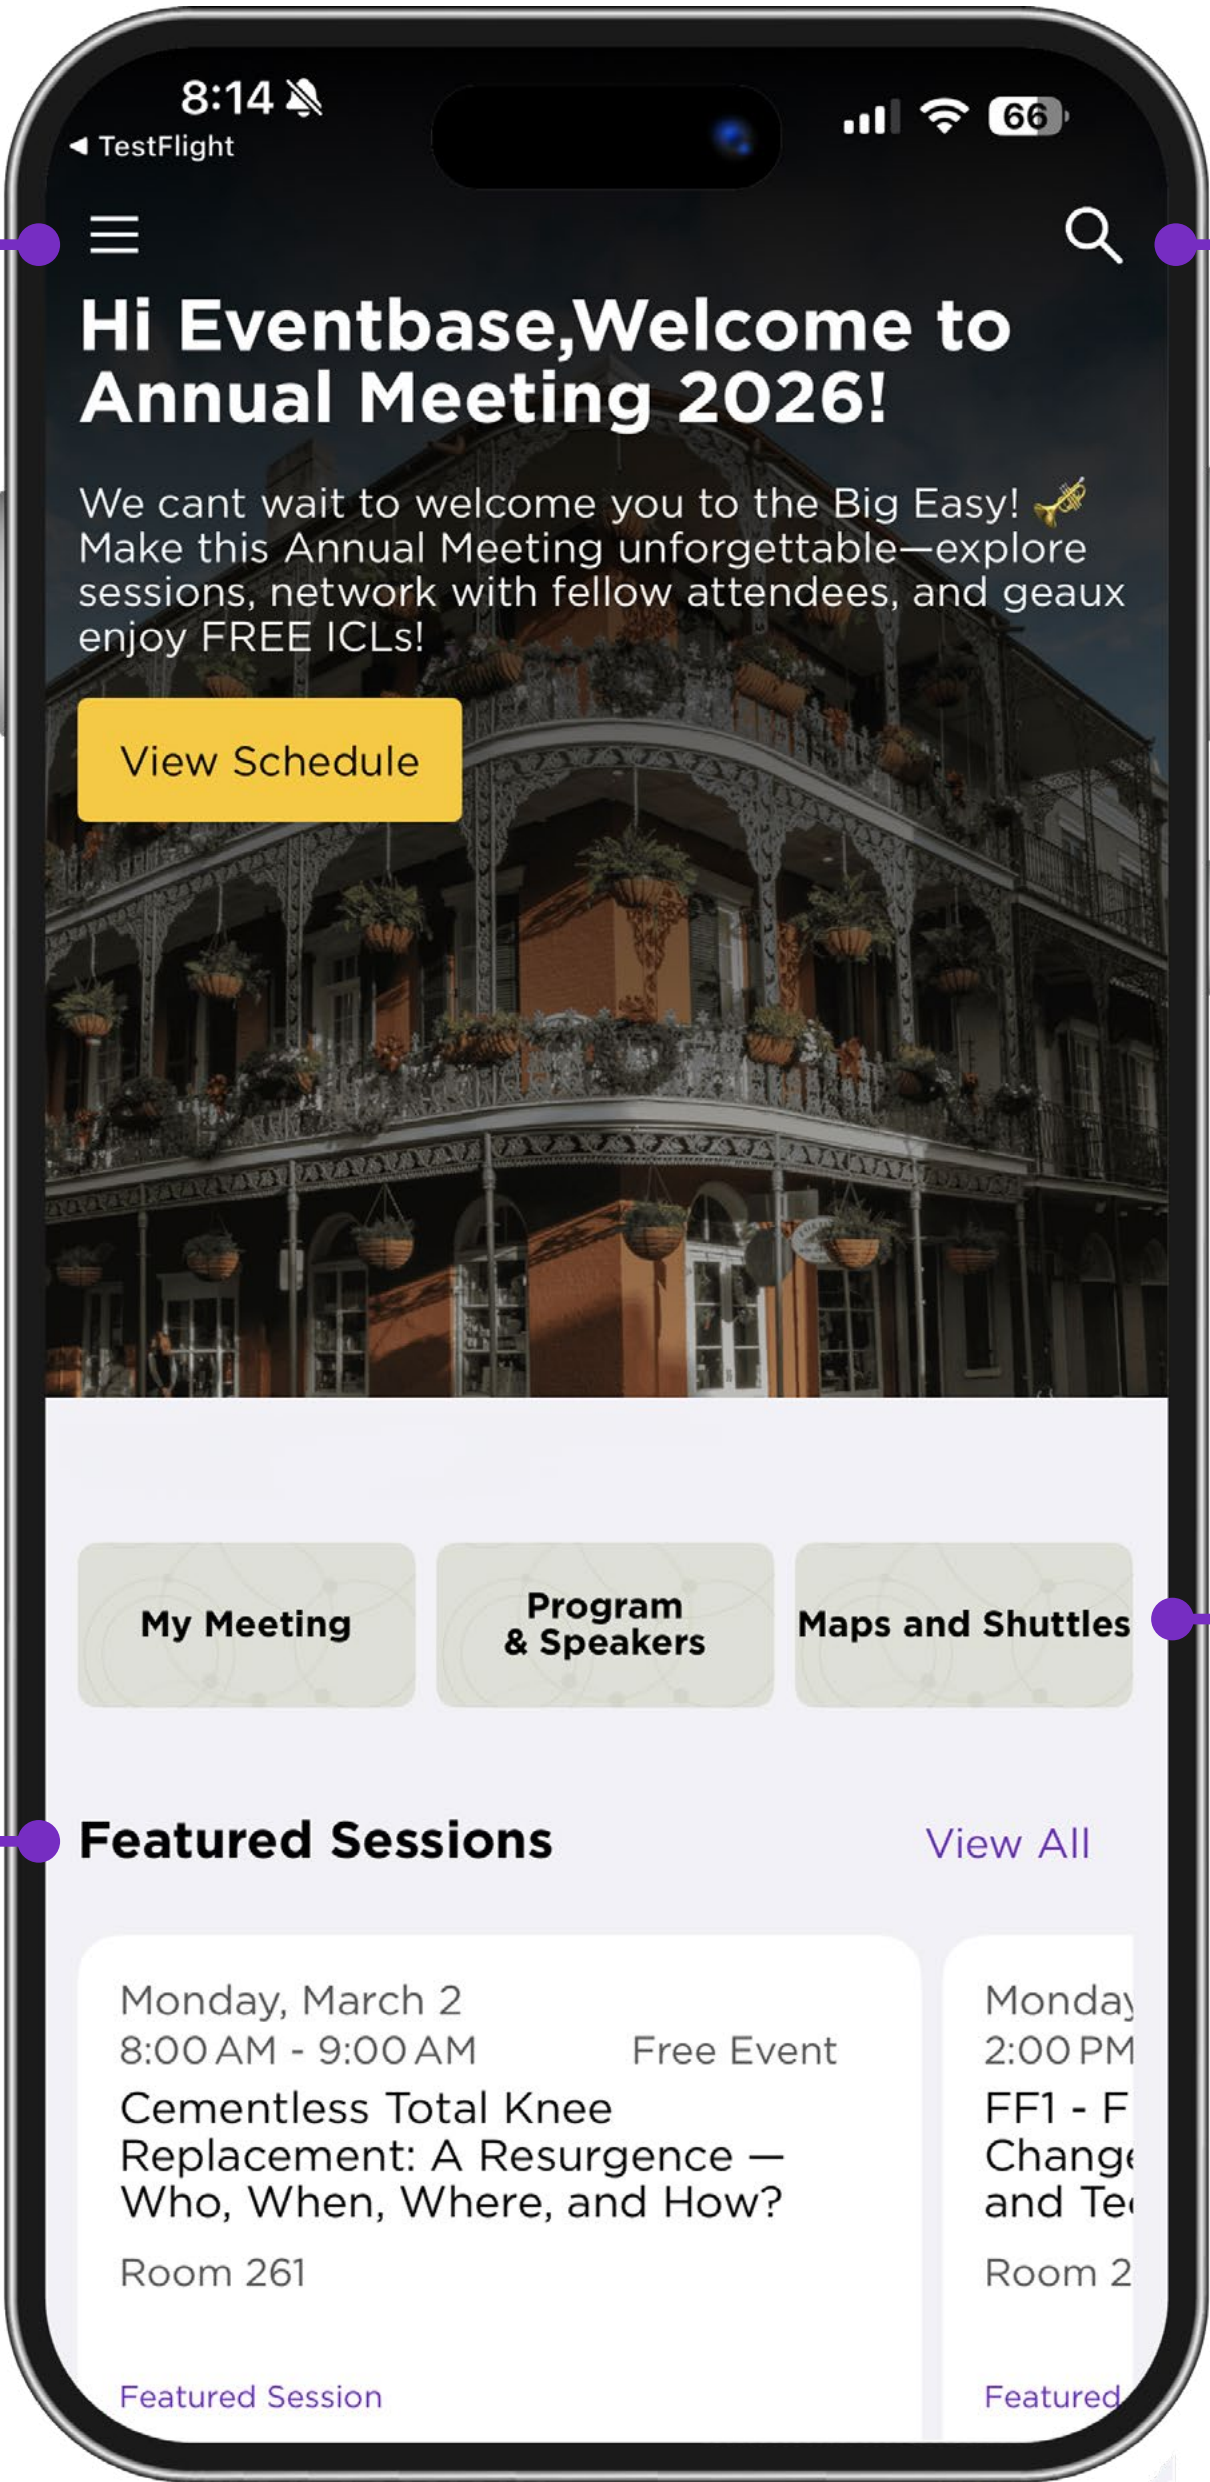 8:14
66
◀ TestFlight
Hi Eventbase,Welcome to
Annual Meeting 2026!
We cant wait to welcome you to the Big Easy! 🎺
Make this Annual Meeting unforgettable—explore
sessions, network with fellow attendees, and geaux
enjoy FREE ICLs!
View Schedule
My Meeting
Program
& Speakers
Maps and Shuttles
Featured Sessions
View All
Monday, March 2
8:00 AM - 9:00 AM
Free Event
Cementless Total Knee
Replacement: A Resurgence —
Who, When, Where, and How?
Room 261
Featured Session
Monday
2:00 PM
FF1 - F
Change
and Te
Room 2
Featured